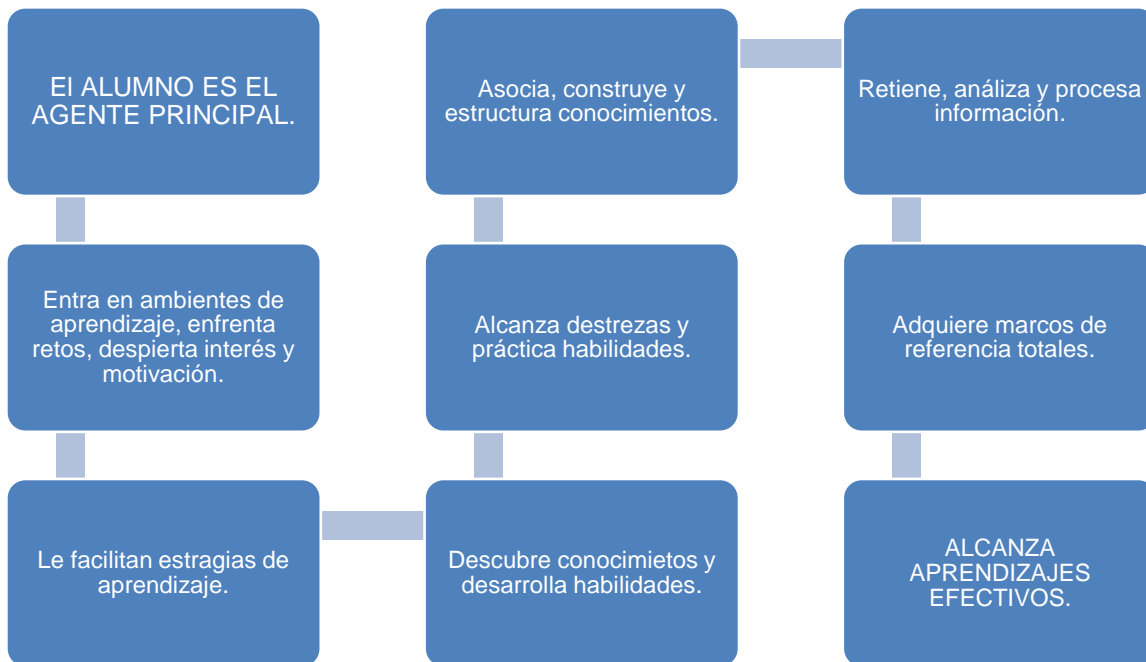 El ALUMNO ES EL
AGENTE PRINCIPAL.
Entra en ambientes de
aprendizaje, enfrenta
retos, despierta interés y
motivación.
Le facilitan estragias de
aprendizaje.
Descubre conocimietos y
desarrolla habilidades.
Alcanza destrezas y
práctica habilidades.
Asocia, construye y
estructura conocimientos.
Retiene, análiza y procesa
información.
Adquiere marcos de
referencia totales.
ALCANZA
APRENDIZAJES
EFECTIVOS.